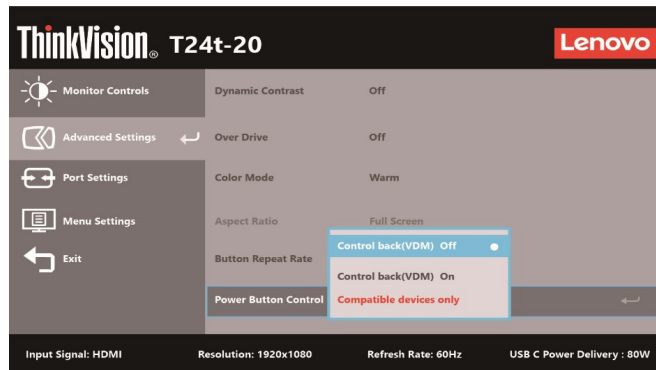 ThinkVision® T24t-20
Lenovo
Monitor Controls
Advanced Settings
Port Settings
Menu Settings
Exit
Dynamic Contrast Off
Over Drive Off
Color Mode Warm
Aspect Ratio Full Screen
Button Repeat Rate
Power Button Control
Control back(VDM) Off
Control back(VDM) On
Compatible devices only
Input Signal: HDMI Resolution: 1920x1080 Refresh Rate: 60Hz USB C Power Delivery : 80W